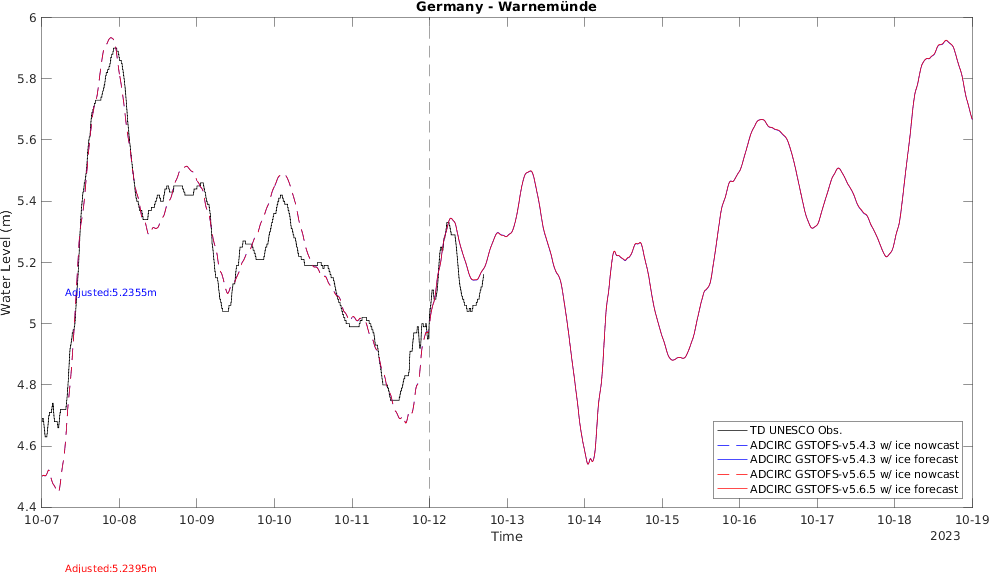 Germany - Warnemünde
Water Level (m)
6
5.8
5.6
5.4
5.2
5
4.8
4.6
4.4
Adjusted:5.2355m
TD UNESCO Obs.
ADCIRC GSTOFS-v5.4.3 w/ ice nowcast
ADCIRC GSTOFS-v5.4.3 w/ ice forecast
ADCIRC GSTOFS-v5.6.5 w/ ice nowcast
ADCIRC GSTOFS-v5.6.5 w/ ice forecast
10-07 10-08 10-09 10-10 10-11 10-12 10-13 10-14 10-15 10-16 10-17 10-18 10-19
Time
2023
Adjusted:5.2395m